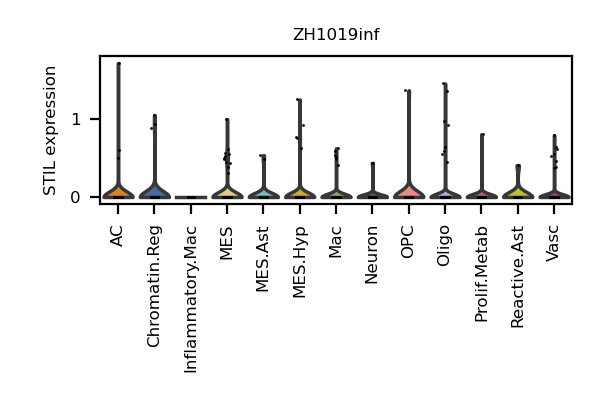 ZH1019inf
STIL expression
1
0
AC
Chromatin.Reg
Inflammatory.Mac
MES
MES.Ast
MES.Hyp
Mac
Neuron
OPC
Oligo
Prolif.Metab
Reactive.Ast
Vasc